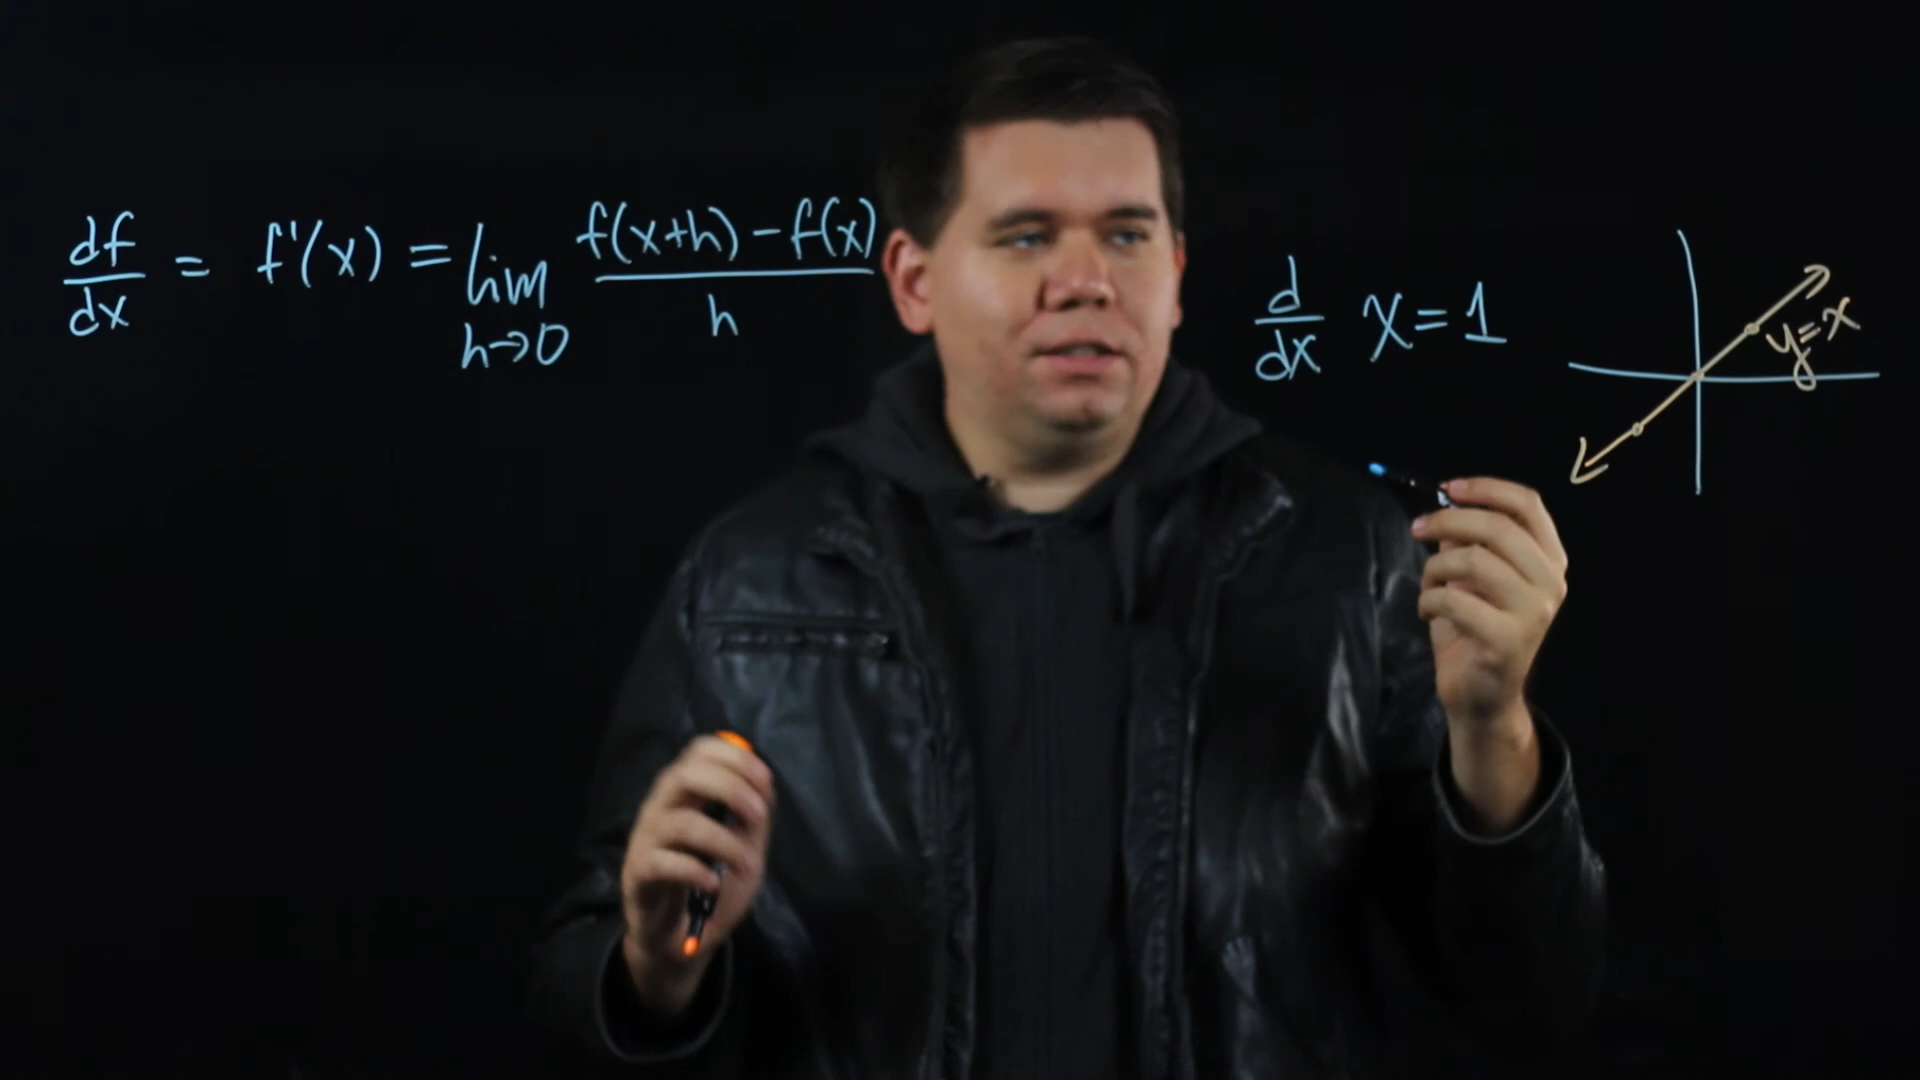 df/dx = f'(x) = lim h→0 f(x+h) - f(x) / h
d/dx x = 1
y = x